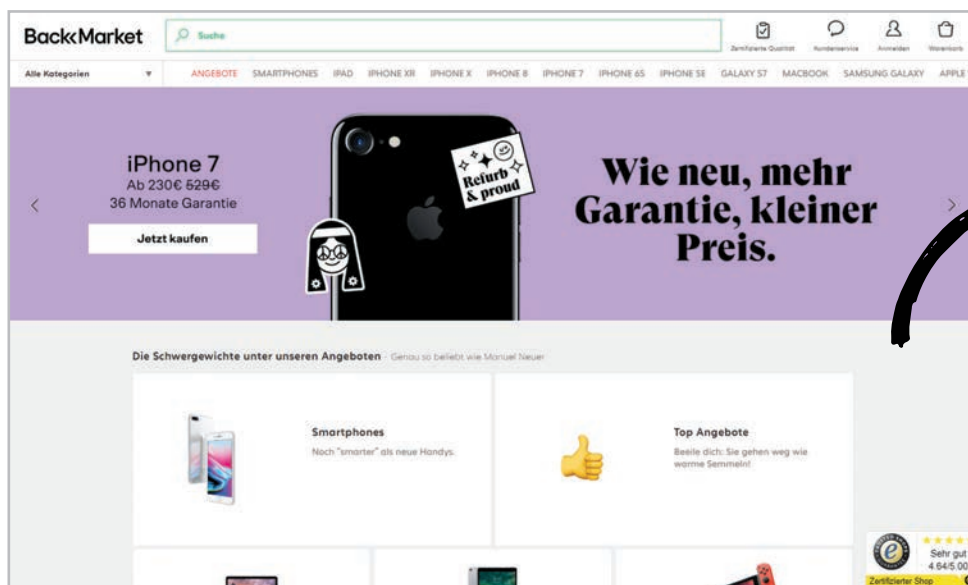 Back Market
Suche
Zertifizierte Qualität
Kundenservice
Anmelden
Warenkorb
Alle Kategorien
ANGEBOTE SMARTPHONES IPAD IPHONE XR IPHONE X IPHONE 8 IPHONE 7 IPHONE 6S IPHONE SE GALAXY S7 MACBOOK SAMSUNG GALAXY APPLE
iPhone 7
Ab 230€ 529€
36 Monate Garantie
Jetzt kaufen
Refurb
& proud
Wie neu, mehr
Garantie, kleiner
Preis.
Die Schwergewichte unter unseren Angeboten - Genau so beliebt wie Manuel Neuer
Smartphones
Noch "smarter" als neue Handys.
Top Angebote
Beeile dich: Sie gehen weg wie
warme Semmeln!
Sehr gut
4.64/5.00
Zertifizierter Shop